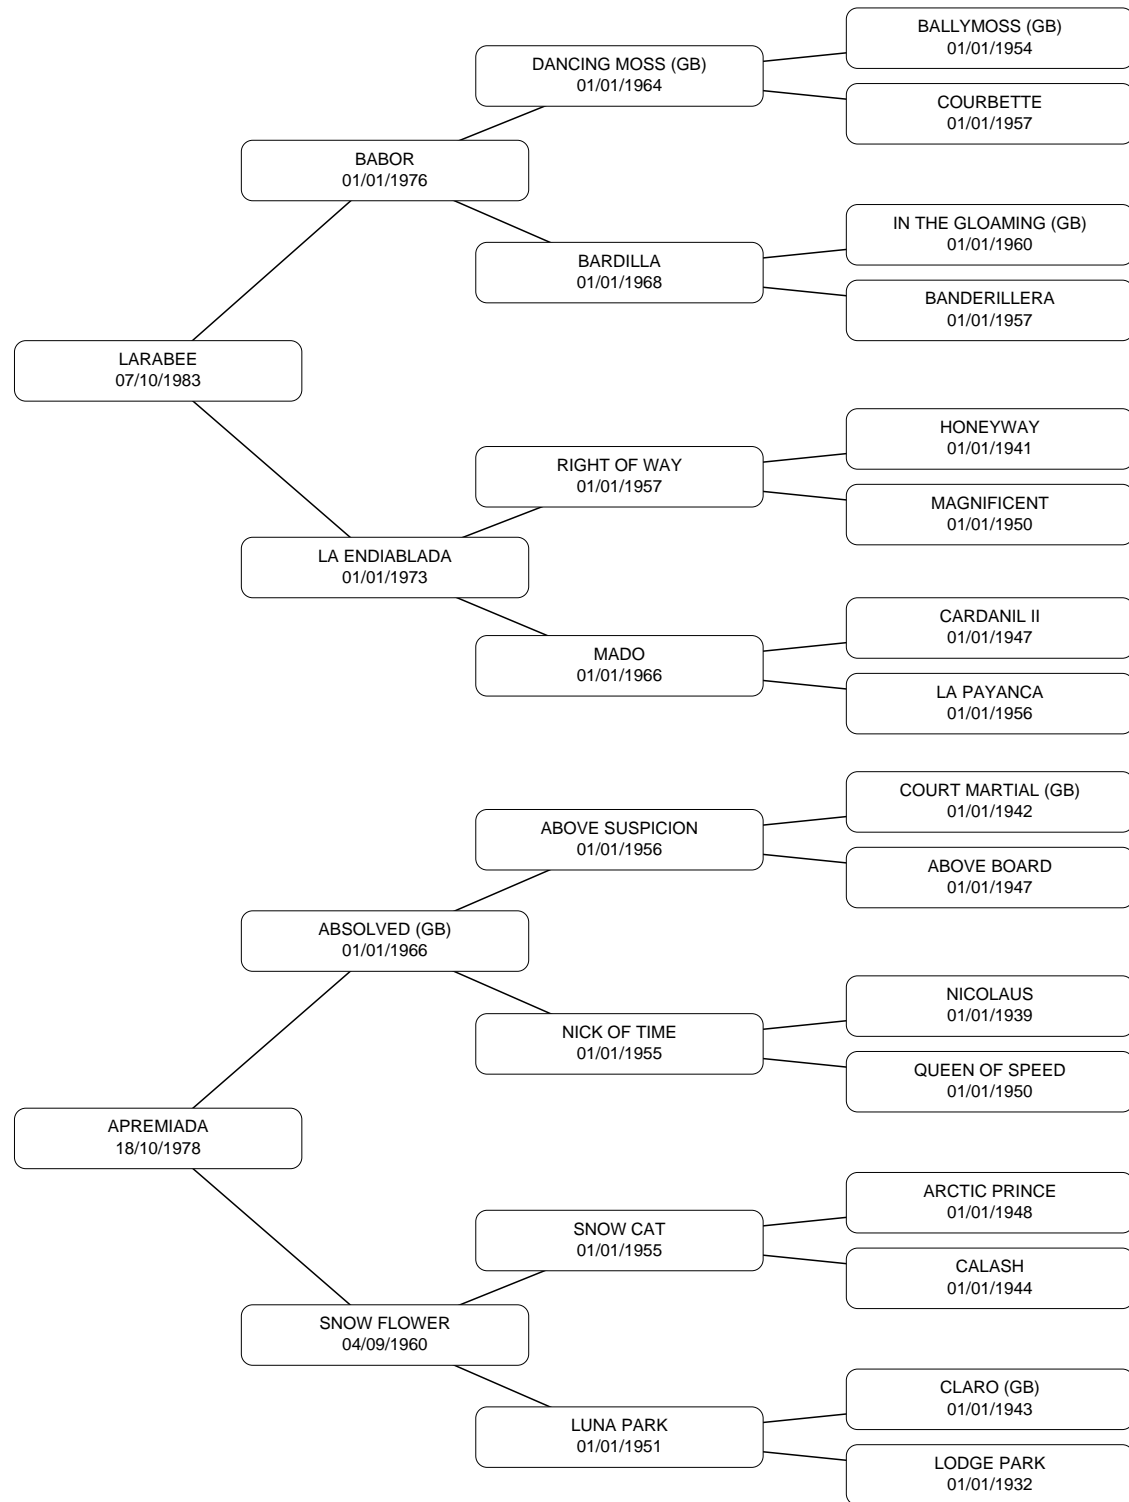 BALLYMOSS (GB)
01/01/1954
DANCING MOSS (GB)
01/01/1964
COURBETTE
01/01/1957
BABOR
01/01/1976
IN THE GLOAMING (GB)
01/01/1960
BARDILLA
01/01/1968
BANDERILLERA
01/01/1957
LARABEE
07/10/1983
HONEYWAY
01/01/1941
RIGHT OF WAY
01/01/1957
MAGNIFICENT
01/01/1950
LA ENDIABLADA
01/01/1973
CARDANIL II
01/01/1947
MADO
01/01/1966
LA PAYANCA
01/01/1956
COURT MARTIAL (GB)
01/01/1942
ABOVE SUSPICION
01/01/1956
ABOVE BOARD
01/01/1947
ABSOLVED (GB)
01/01/1966
NICOLAUS
01/01/1939
NICK OF TIME
01/01/1955
QUEEN OF SPEED
01/01/1950
APREMIADA
18/10/1978
ARCTIC PRINCE
01/01/1948
SNOW CAT
01/01/1955
CALASH
01/01/1944
SNOW FLOWER
04/09/1960
CLARO (GB)
01/01/1943
LUNA PARK
01/01/1951
LODGE PARK
01/01/1932